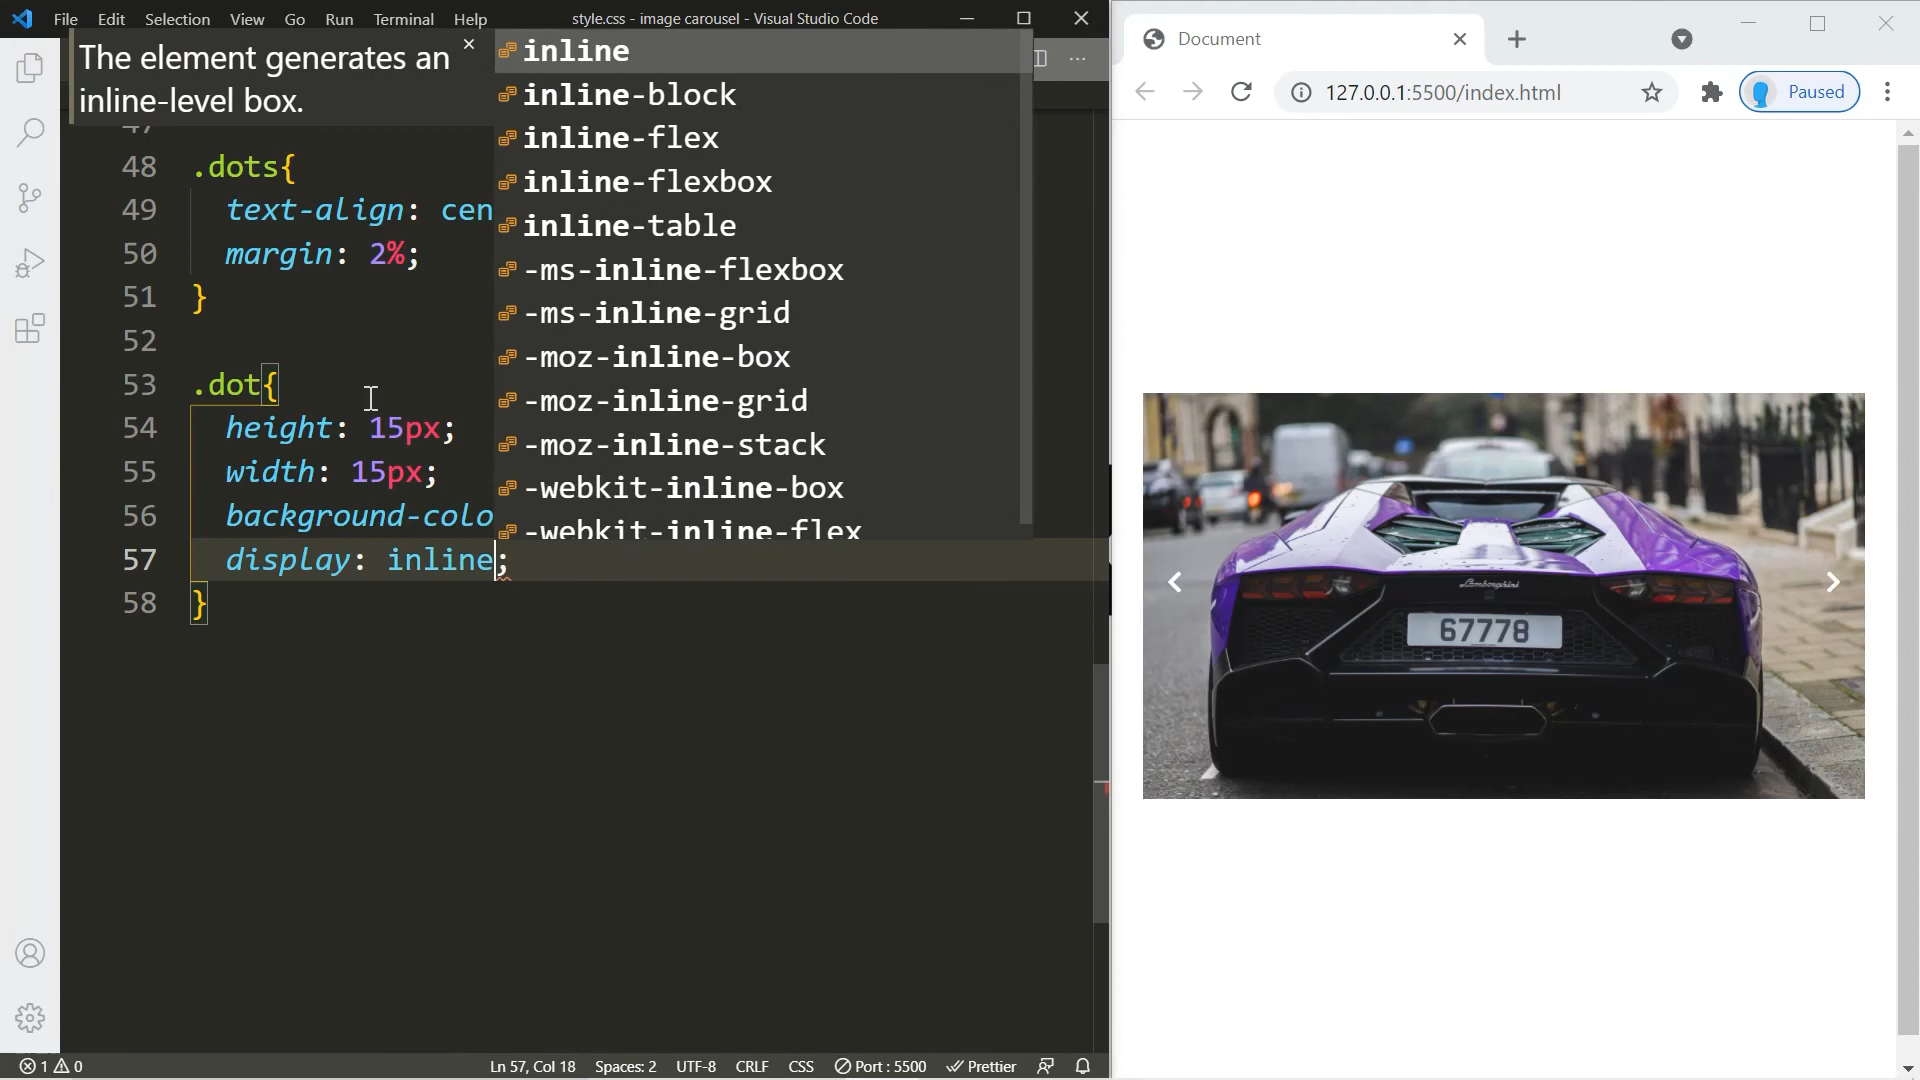 File Edit Selection View Go Run Terminal Help style.css - image carousel - Visual Studio Code
The element generates an
inline-level box.
inline
inline-block
inline-flex
inline-flexbox
inline-table
-ms-inline-flexbox
-ms-inline-grid
-moz-inline-box
-moz-inline-grid
-moz-inline-stack
-webkit-inline-box
-webkit-inline-flex
47
48 .dots{
49 text-align: cen
50 margin: 2%;
51 }
52
53 .dot{
54 height: 15px;
55 width: 15px;
56 background-colo
57 display: inline;
58 }
1 0 Ln 57, Col 18 Spaces: 2 UTF-8 CRLF CSS Port : 5500 Prettier
Document
127.0.0.1:5500/index.html
Paused
Lamborghini
67778